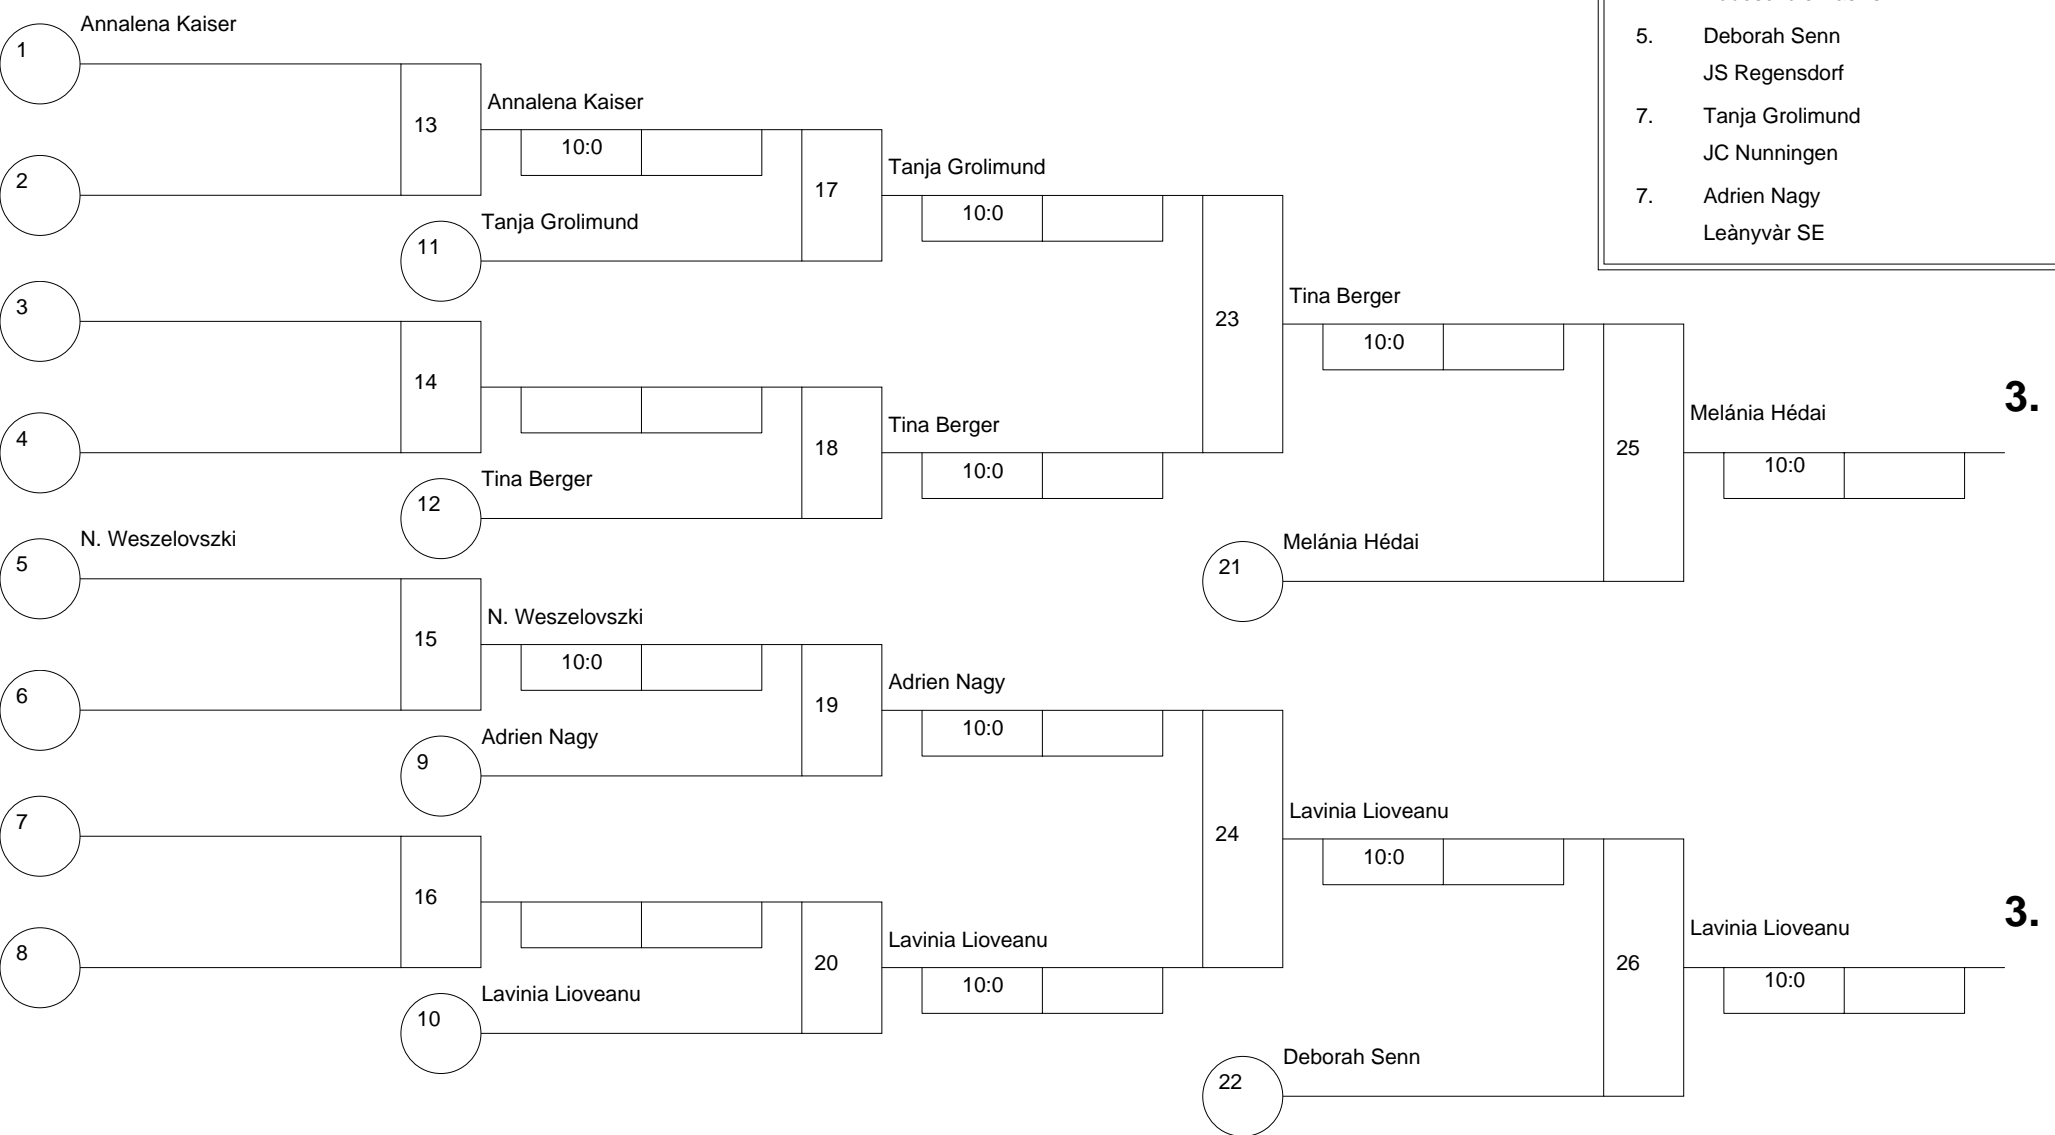 Annalena Kaiser
1
13
Annalena Kaiser
10:0
2
Tanja Grolimund
11
17
Tanja Grolimund
10:0
3
14
4
Tina Berger
12
18
Tina Berger
10:0
23
Tina Berger
10:0
Melánia Hédai
21
25
Melánia Hédai
10:0
3.
N. Weszelovszki
5
15
N. Weszelovszki
10:0
6
Adrien Nagy
9
19
Adrien Nagy
10:0
7
16
8
Lavinia Lioveanu
10
20
Lavinia Lioveanu
10:0
24
Lavinia Lioveanu
10:0
Deborah Senn
22
26
Lavinia Lioveanu
10:0
3.
5. Deborah Senn
JS Regensdorf
7. Tanja Grolimund
JC Nunningen
7. Adrien Nagy
Leànyvàr SE